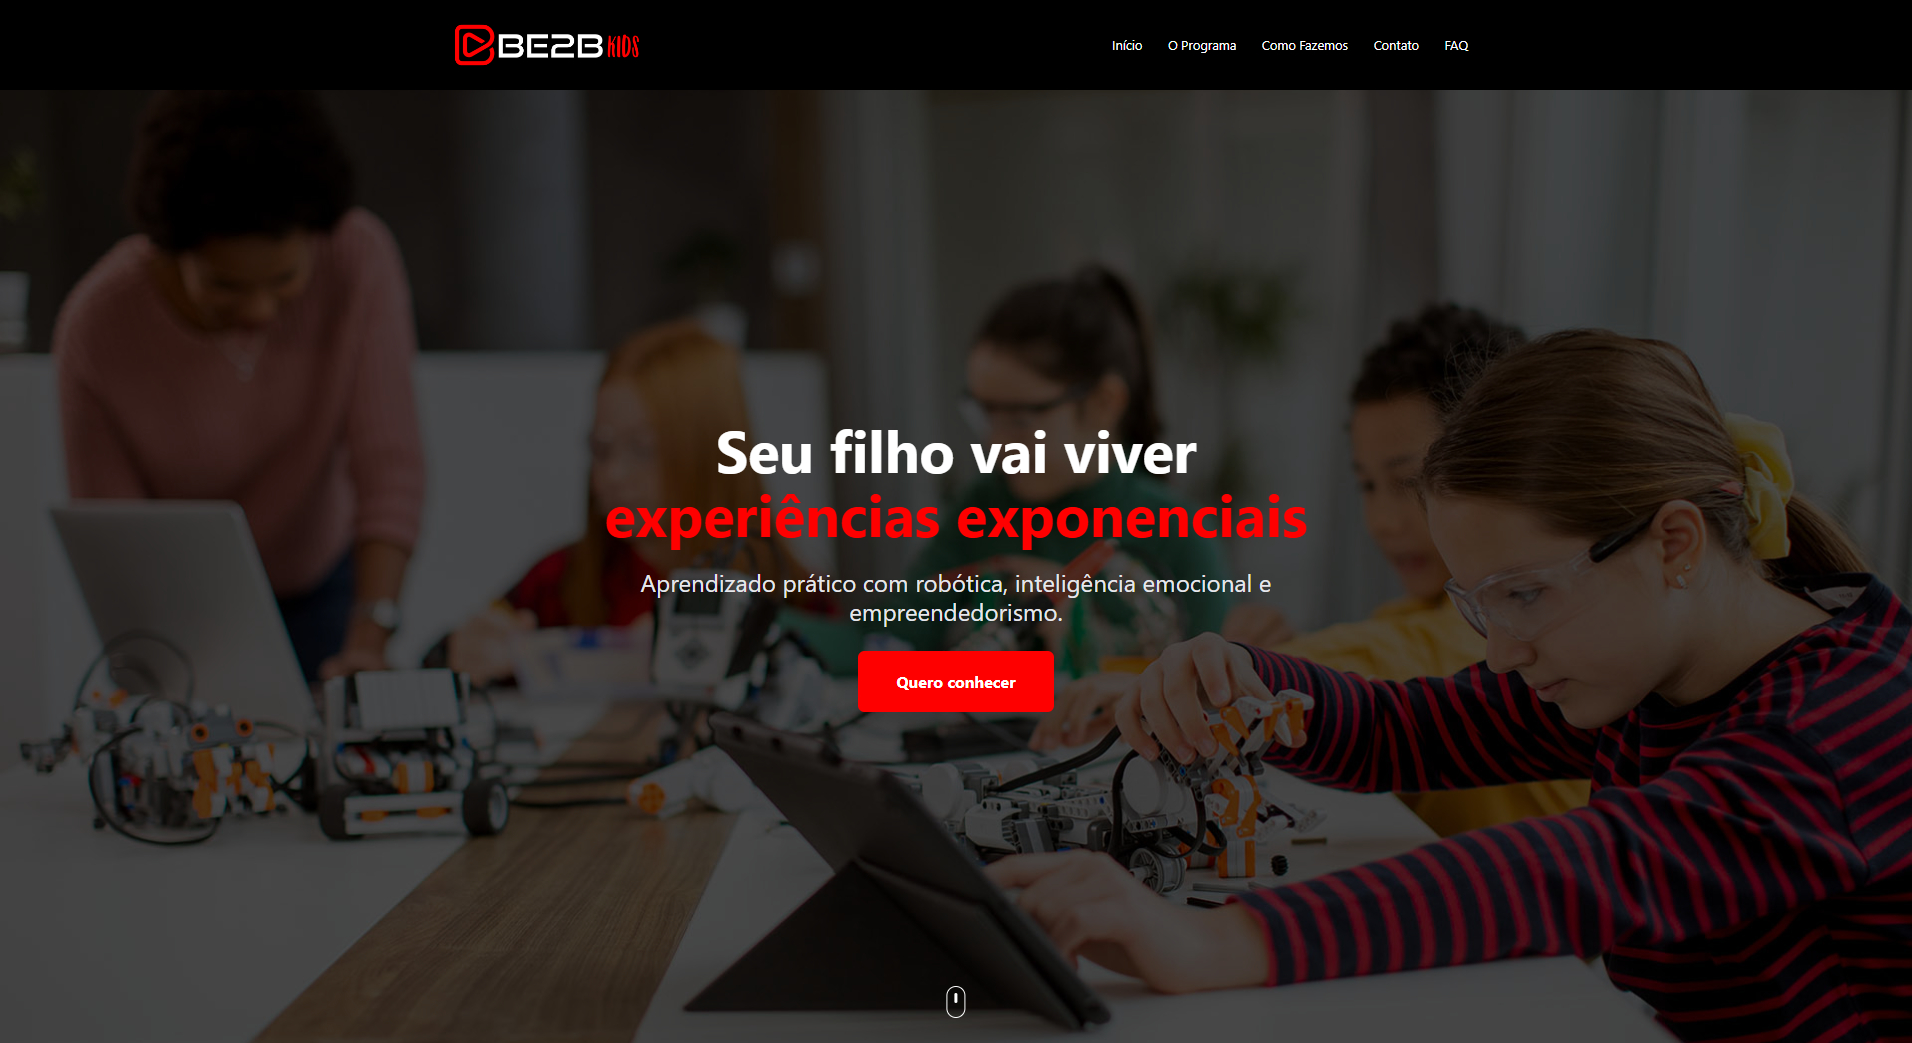 BE2B KIDS
Início
O Programa
Como Fazemos
Contato
FAQ
Seu filho vai viver
experiências exponenciais
Aprendizado prático com robótica, inteligência emocional e
empreendedorismo.
Quero conhecer